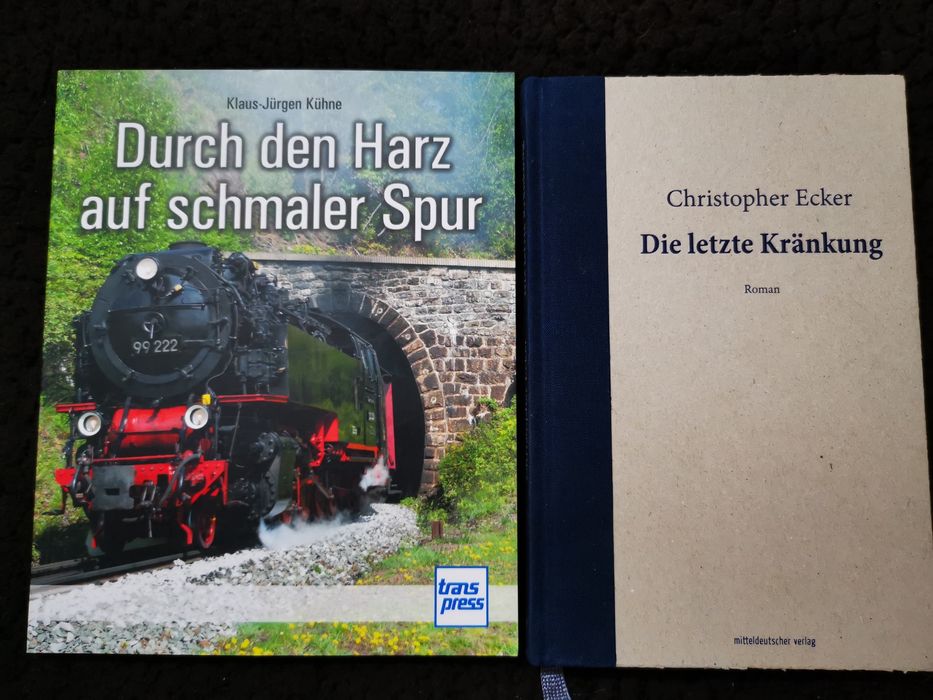 Klaus-Jürgen Kühne
Durch den Harz
auf schmaler Spur
99 222
trans
press
Christopher Ecker
Die letzte Kränkung
Roman
mitteldeutscher verlag